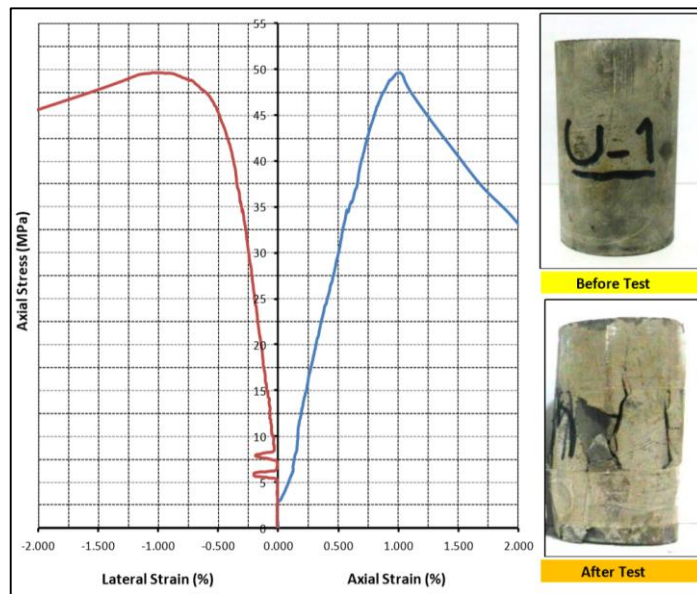 55
50
45
40
35
30
25
20
15
10
5
0
Axial Stress (MPa)
-2.000 -1.500 -1.000 -0.500 0.000 0.500 1.000 1.500 2.000
Lateral Strain (%) Axial Strain (%)
U-1
Before Test
After Test